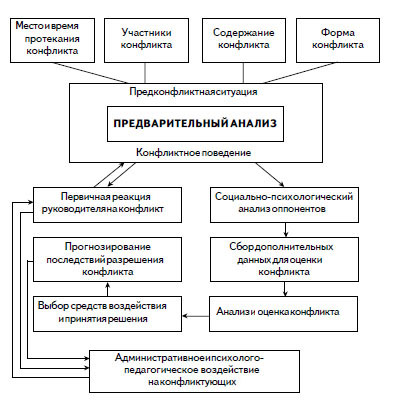 Место и время
протекания
конфликта
Участники
конфликта
Содержание
конфликта
Форма
конфликта
Предконфликтная ситуация
ПРЕДВАРИТЕЛЬНЫЙ АНАЛИЗ
Конфликтное поведение
Первичная реакция
руководителя на конфликт
Социально-психологический
анализ оппонентов
Прогнозирование
последствий разрешения
конфликта
Сбор дополнительных
данных для оценки
конфликта
Выбор средств воздействия
и принятия решения
Анализ и оценка конфликта
Административное и психолого-
педагогическое воздействие
на конфликтующих